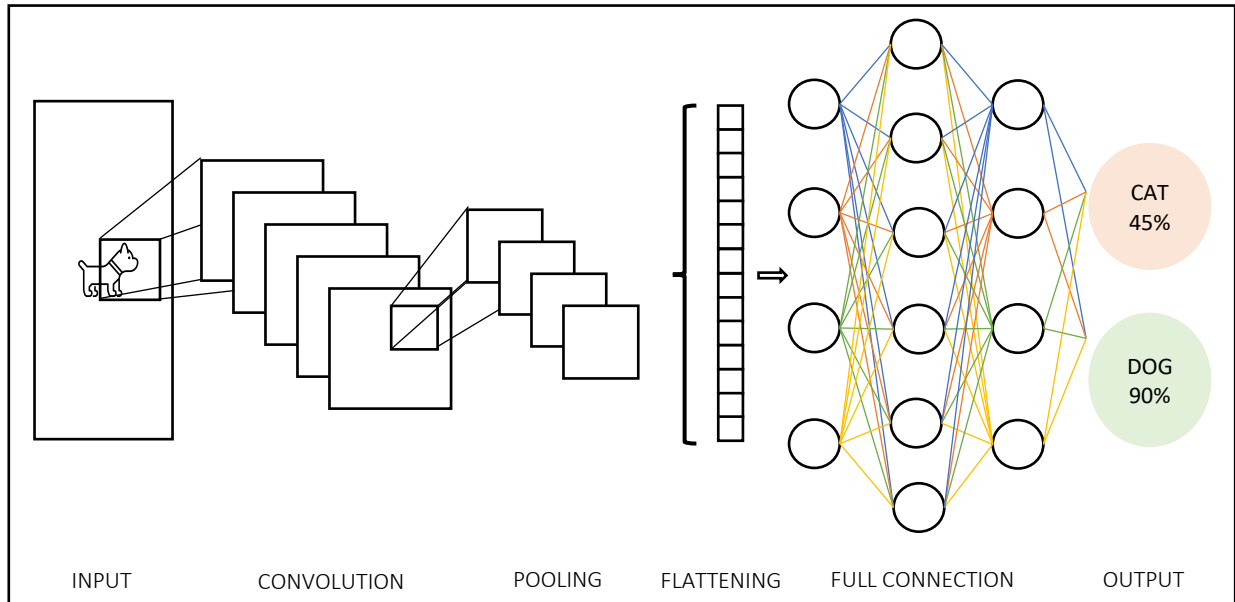 CAT
45%
DOG
90%
INPUT
CONVOLUTION
POOLING
FLATTENING
FULL CONNECTION
OUTPUT